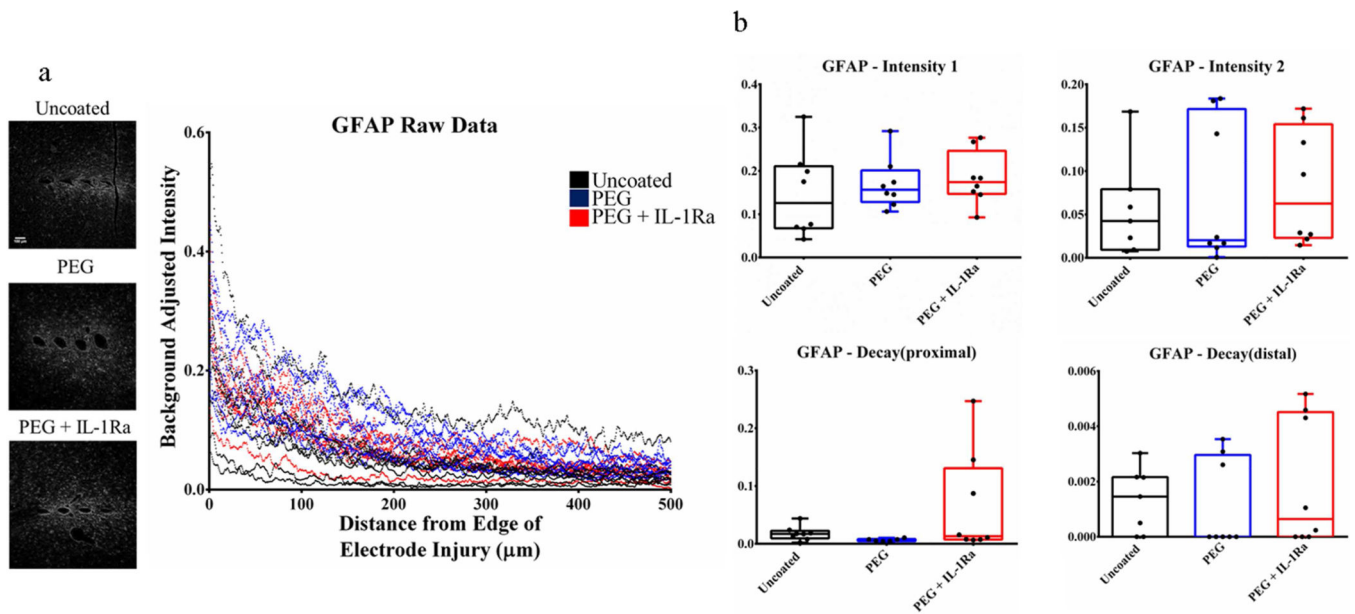 a
Uncoated
100 µm
PEG
PEG + IL-1Ra
GFAP Raw Data
Uncoated
PEG
PEG + IL-1Ra
Background Adjusted Intensity
0.6
0.4
0.2
0.0
0 100 200 300 400 500
Distance from Edge of
Electrode Injury (μm)
b
GFAP - Intensity 1
0.4
0.3
0.2
0.1
0.0
Uncoated PEG PEG + IL-1Ra
GFAP - Intensity 2
0.20
0.15
0.10
0.05
0.00
Uncoated PEG PEG + IL-1Ra
GFAP - Decay(proximal)
0.3
0.2
0.1
0.0
Uncoated PEG PEG + IL-1Ra
GFAP - Decay(distal)
0.006
0.004
0.002
0.000
Uncoated PEG PEG + IL-1Ra